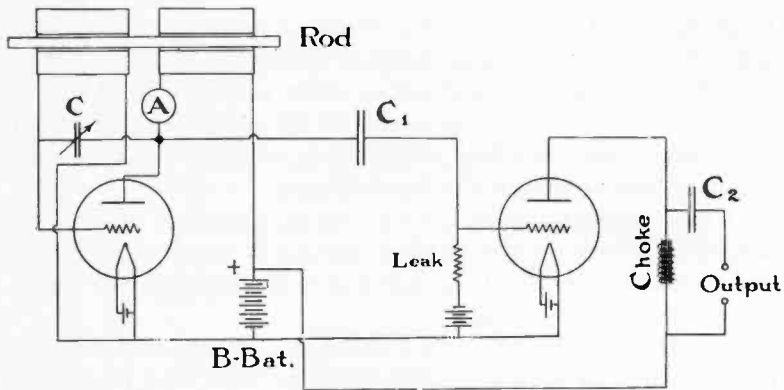 Rod
C
A
C1
C2
Leak
Choke
Output
+
B-Bat.